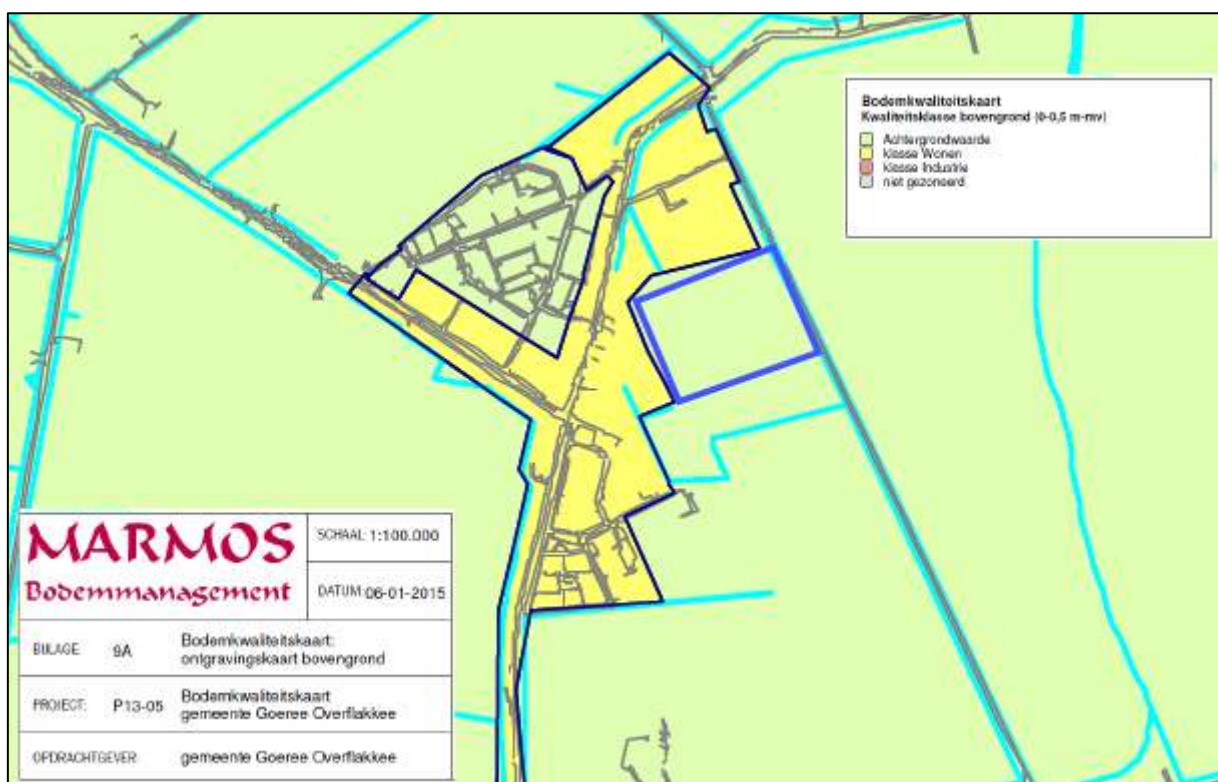 Bodemkwaliteitskaart
Kwaliteitsklasse bovengrond (0-0,5 m-mv)
Achtergrondwaarde
klasse Wonen
klasse Industrie
niet gezoneerd
MARMOS
Bodemmanagement
SCHAAL: 1:100.000
DATUM: 06-01-2015
BIJLAGE 9A Bodemkwaliteitskaart:
ontgravingskaart bovengrond
PROJECT: P13-05 Bodemkwaliteitskaart
gemeente Goeree Overflakkee
OPDRACHTGEVER gemeente Goeree Overflakkee